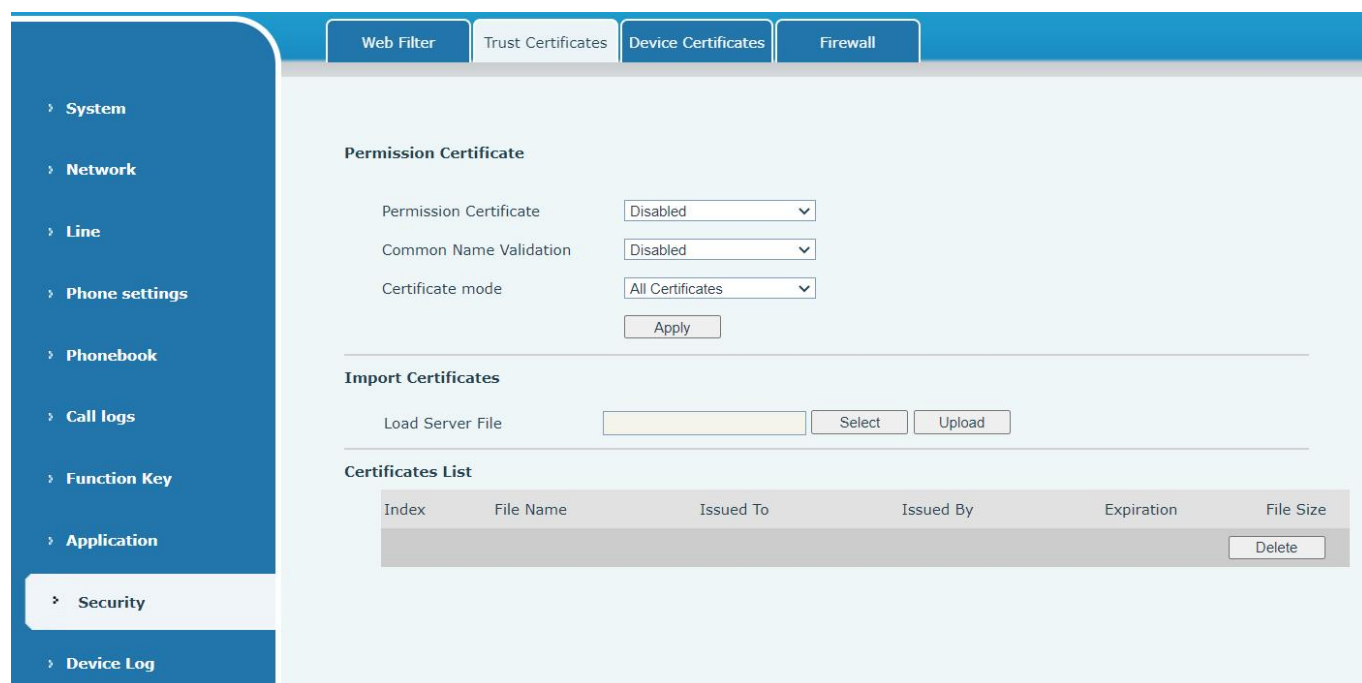 Web Filter Trust Certificates Device Certificates Firewall
System
Network
Line
Phone settings
Phonebook
Call logs
Function Key
Application
Security
Device Log
Permission Certificate
Permission Certificate Disabled
Common Name Validation Disabled
Certificate mode All Certificates
Apply
Import Certificates
Load Server File Select Upload
Certificates List
Index File Name Issued To Issued By Expiration File Size
Delete